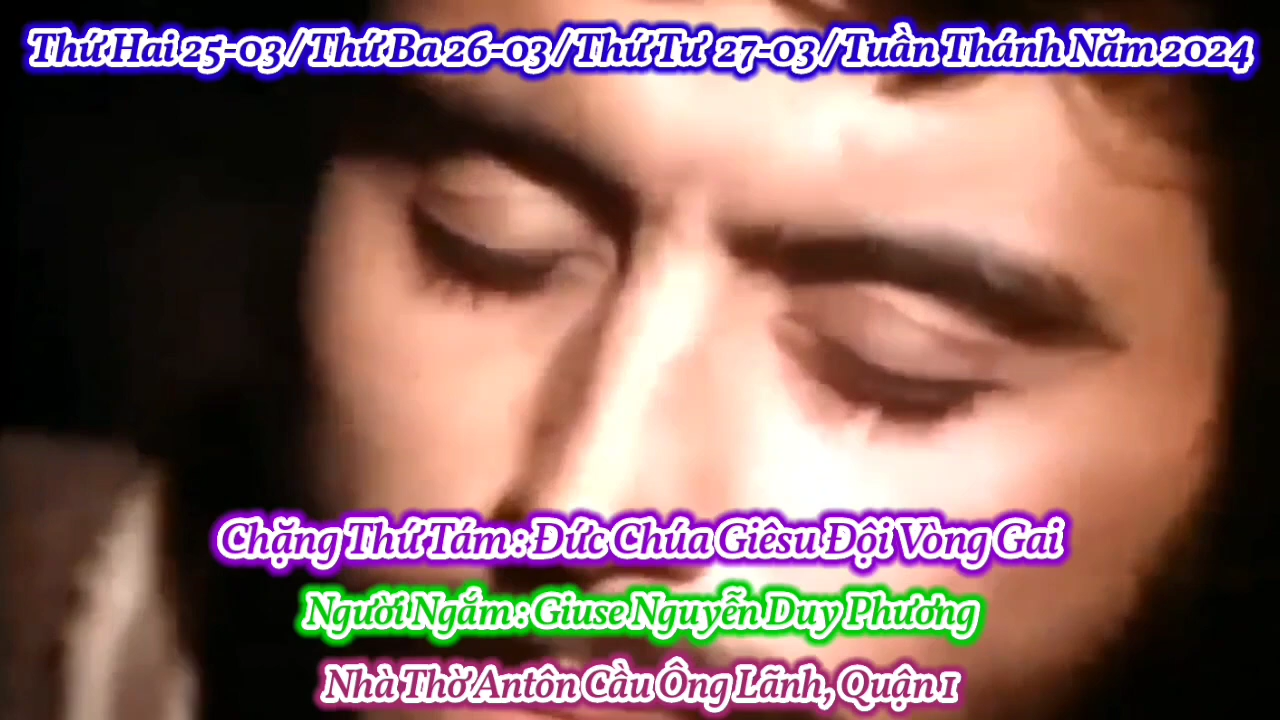 Thứ Hai 25-03 / Thứ Ba 26-03 / Thứ Tư 27-03 / Tuần Thánh Năm 2024
Chặng Thứ Tám : Đức Chúa Giêsu Đội Vòng Gai
Người Ngắm : Giuse Nguyễn Duy Phương
Nhà Thờ Antôn Cầu Ông Lãnh, Quận 1